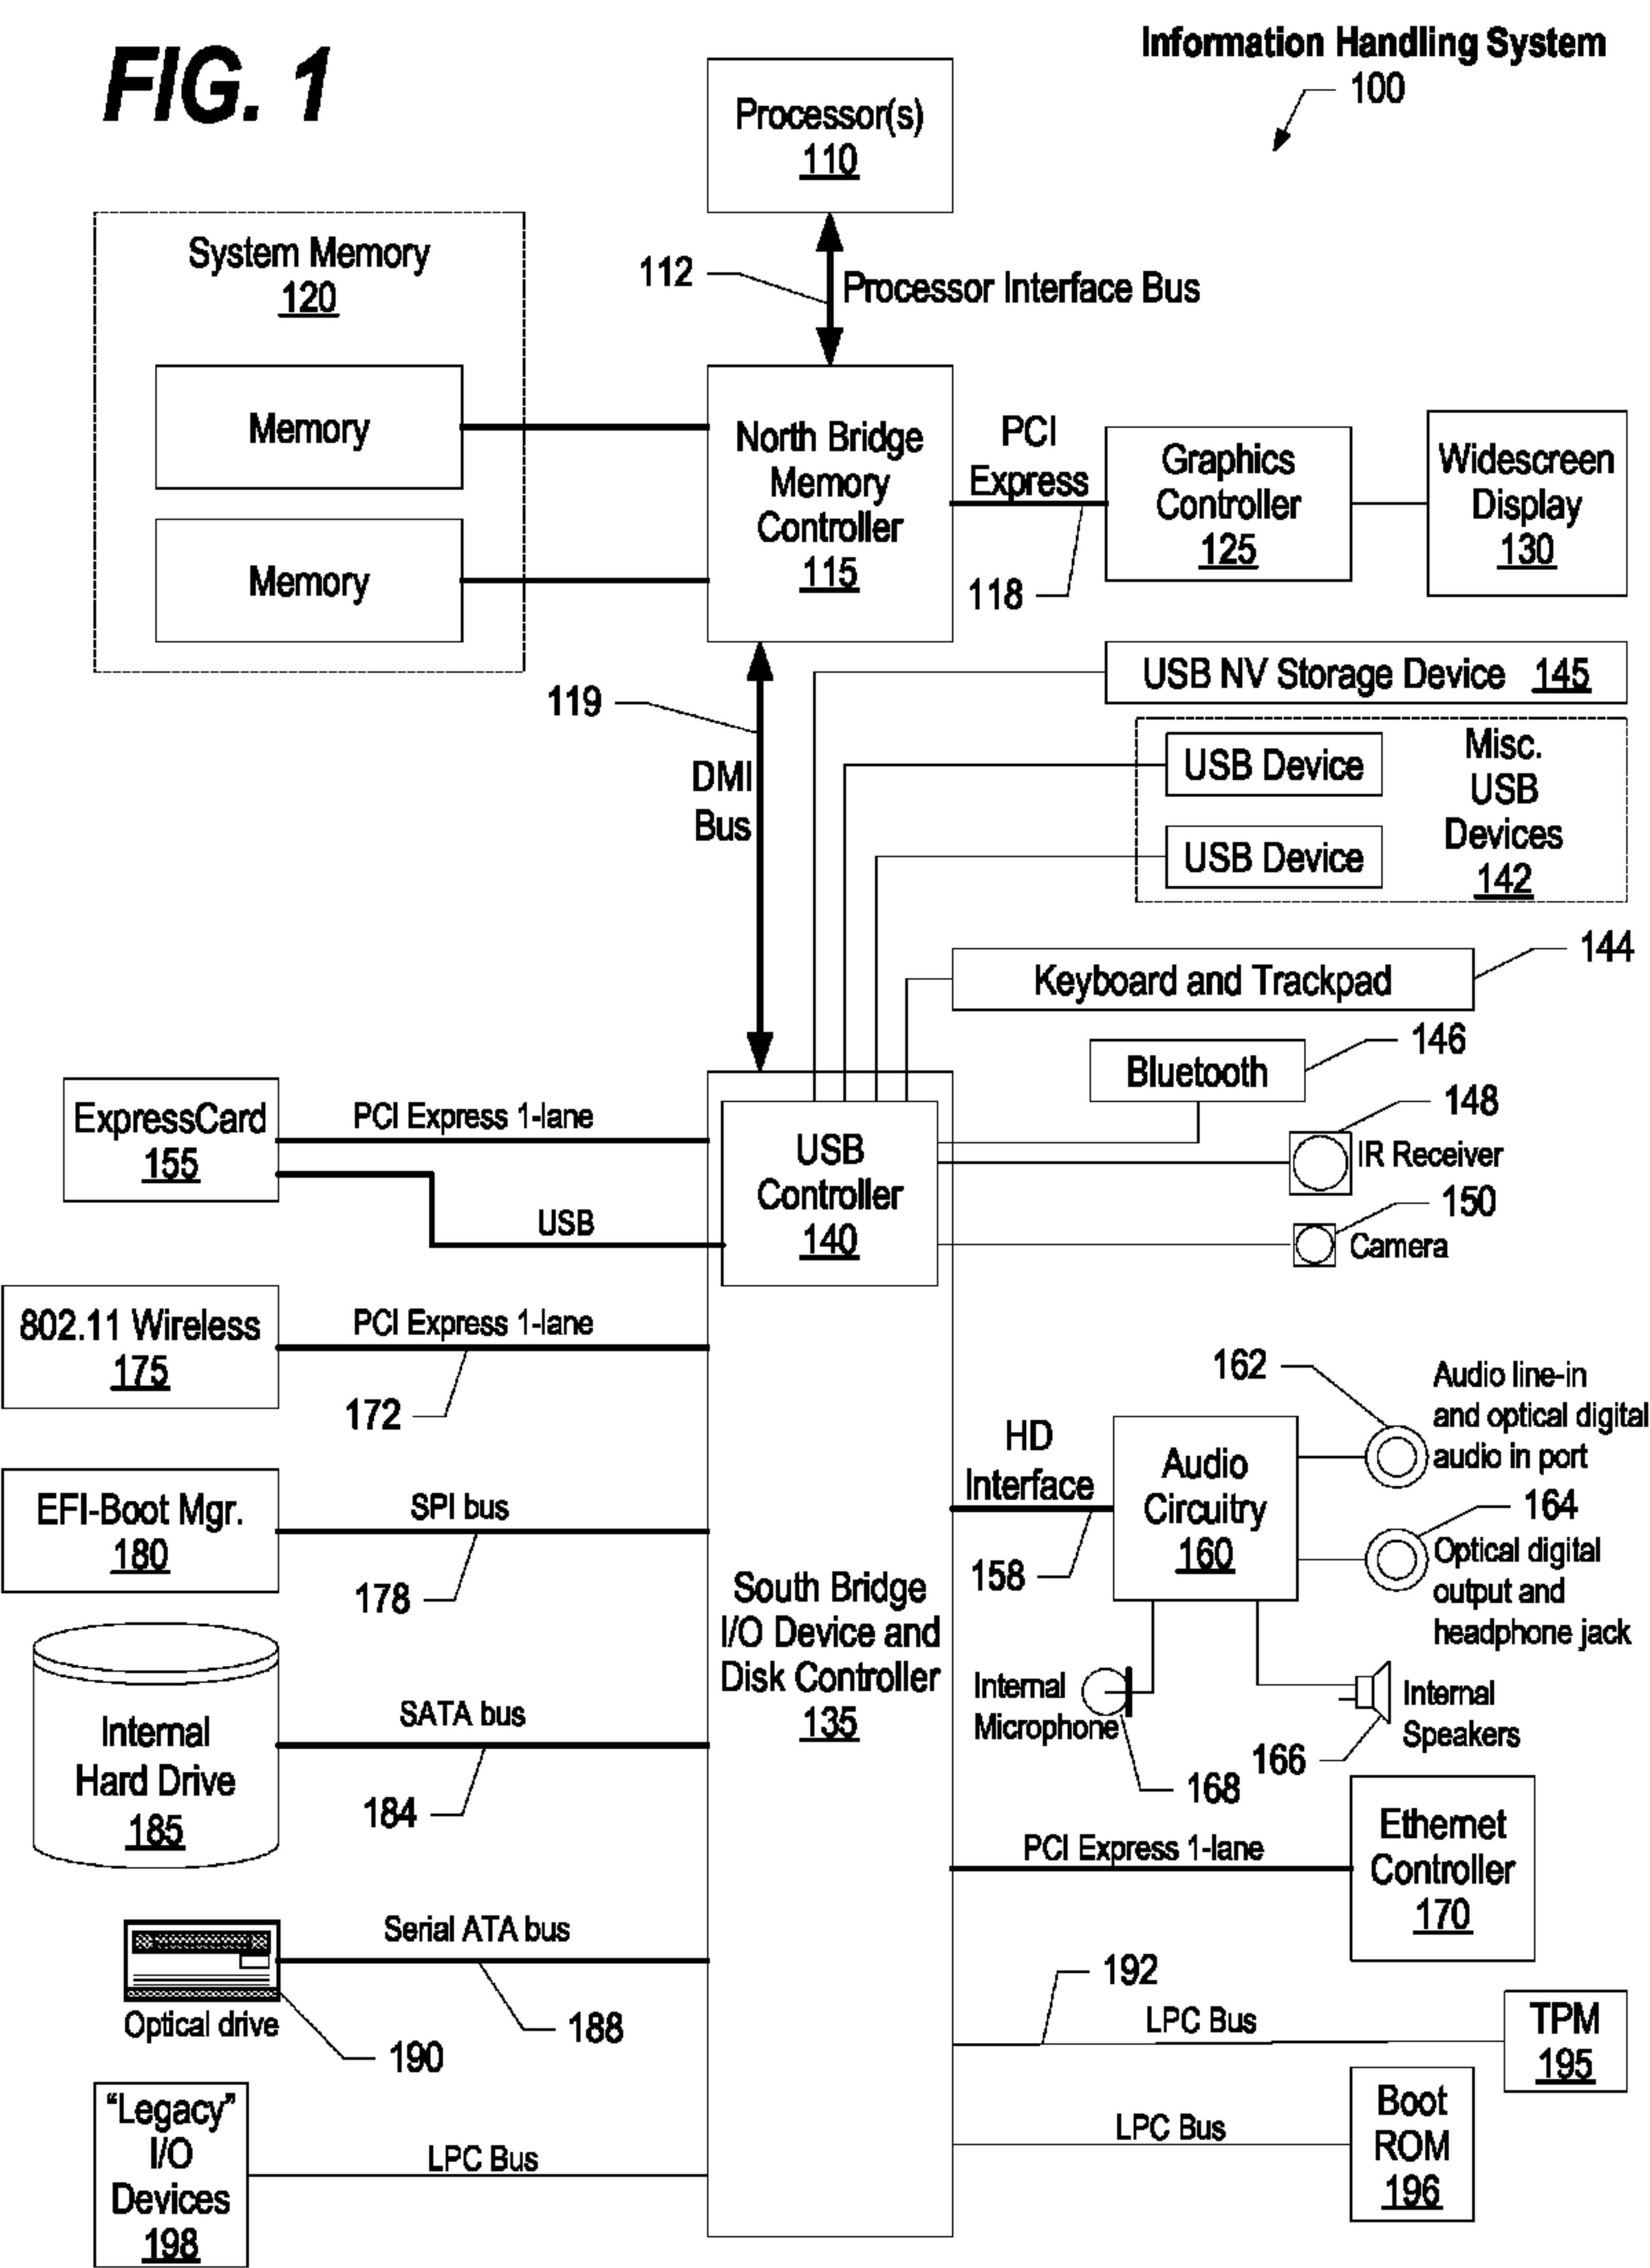 FIG. 1
Information Handling System
100
Processor(s)
110
System Memory
120
112
Processor Interface Bus
Memory
Memory
North Bridge
Memory
Controller
115
PCI
Express
118
Graphics
Controller
125
Widescreen
Display
130
119
DMI
Bus
USB NV Storage Device 145
USB Device
USB Device
Misc.
USB
Devices
142
Keyboard and Trackpad
144
Bluetooth
146
148
IR Receiver
150
Camera
ExpressCard
155
PCI Express 1-lane
USB
USB
Controller
140
802.11 Wireless
175
PCI Express 1-lane
172
162
Audio line-in
and optical digital
audio in port
HD
Interface
158
Audio
Circuitry
160
164
Optical digital
output and
headphone jack
EFI-Boot Mgr.
180
SPI bus
178
South Bridge
I/O Device and
Disk Controller
135
Internal
Microphone
168
Internal
Speakers
166
Internal
Hard Drive
185
SATA bus
184
PCI Express 1-lane
Ethernet
Controller
170
Serial ATA bus
188
Optical drive
190
192
LPC Bus
TPM
195
LPC Bus
Boot
ROM
196
“Legacy”
I/O
Devices
198
LPC Bus